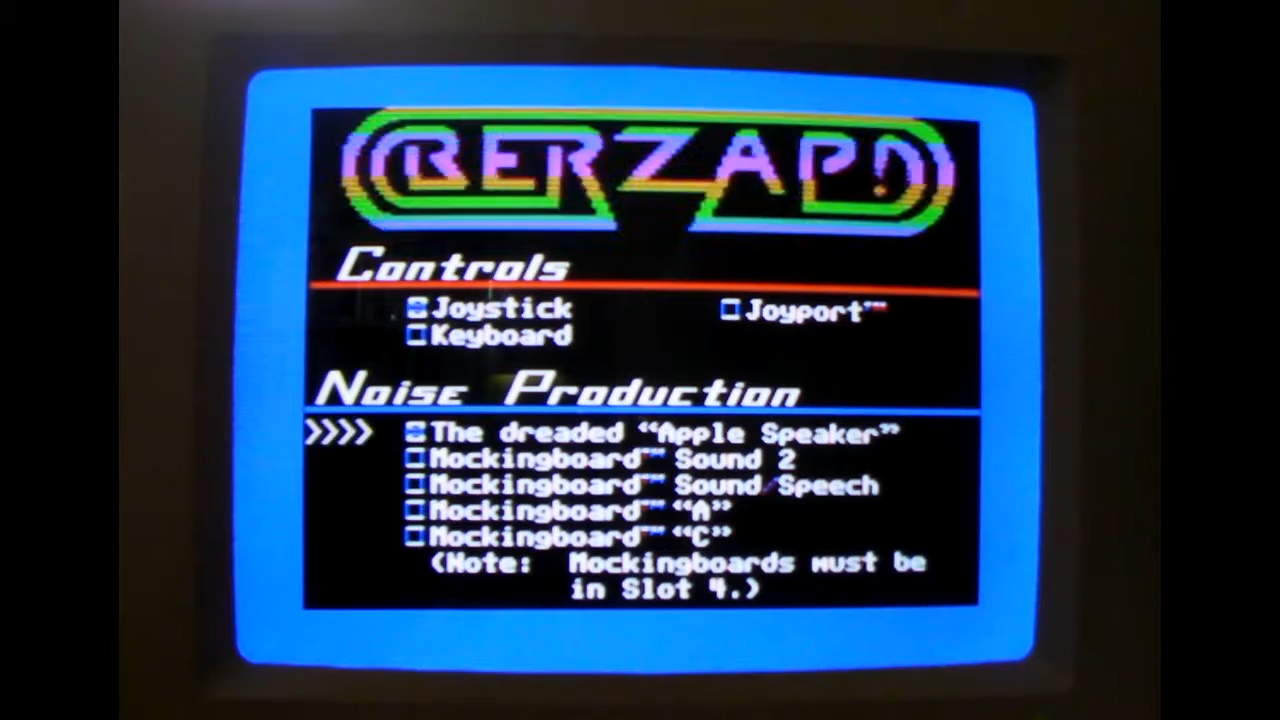 BERZAP!
Controls
Joystick Joyport™
Keyboard
Noise Production
>>>> The dreaded “Apple Speaker”
Mockingboard™ Sound 2
Mockingboard™ Sound/Speech
Mockingboard™ “A”
Mockingboard™ “C”
(Note: Mockingboards must be
in Slot 4.)